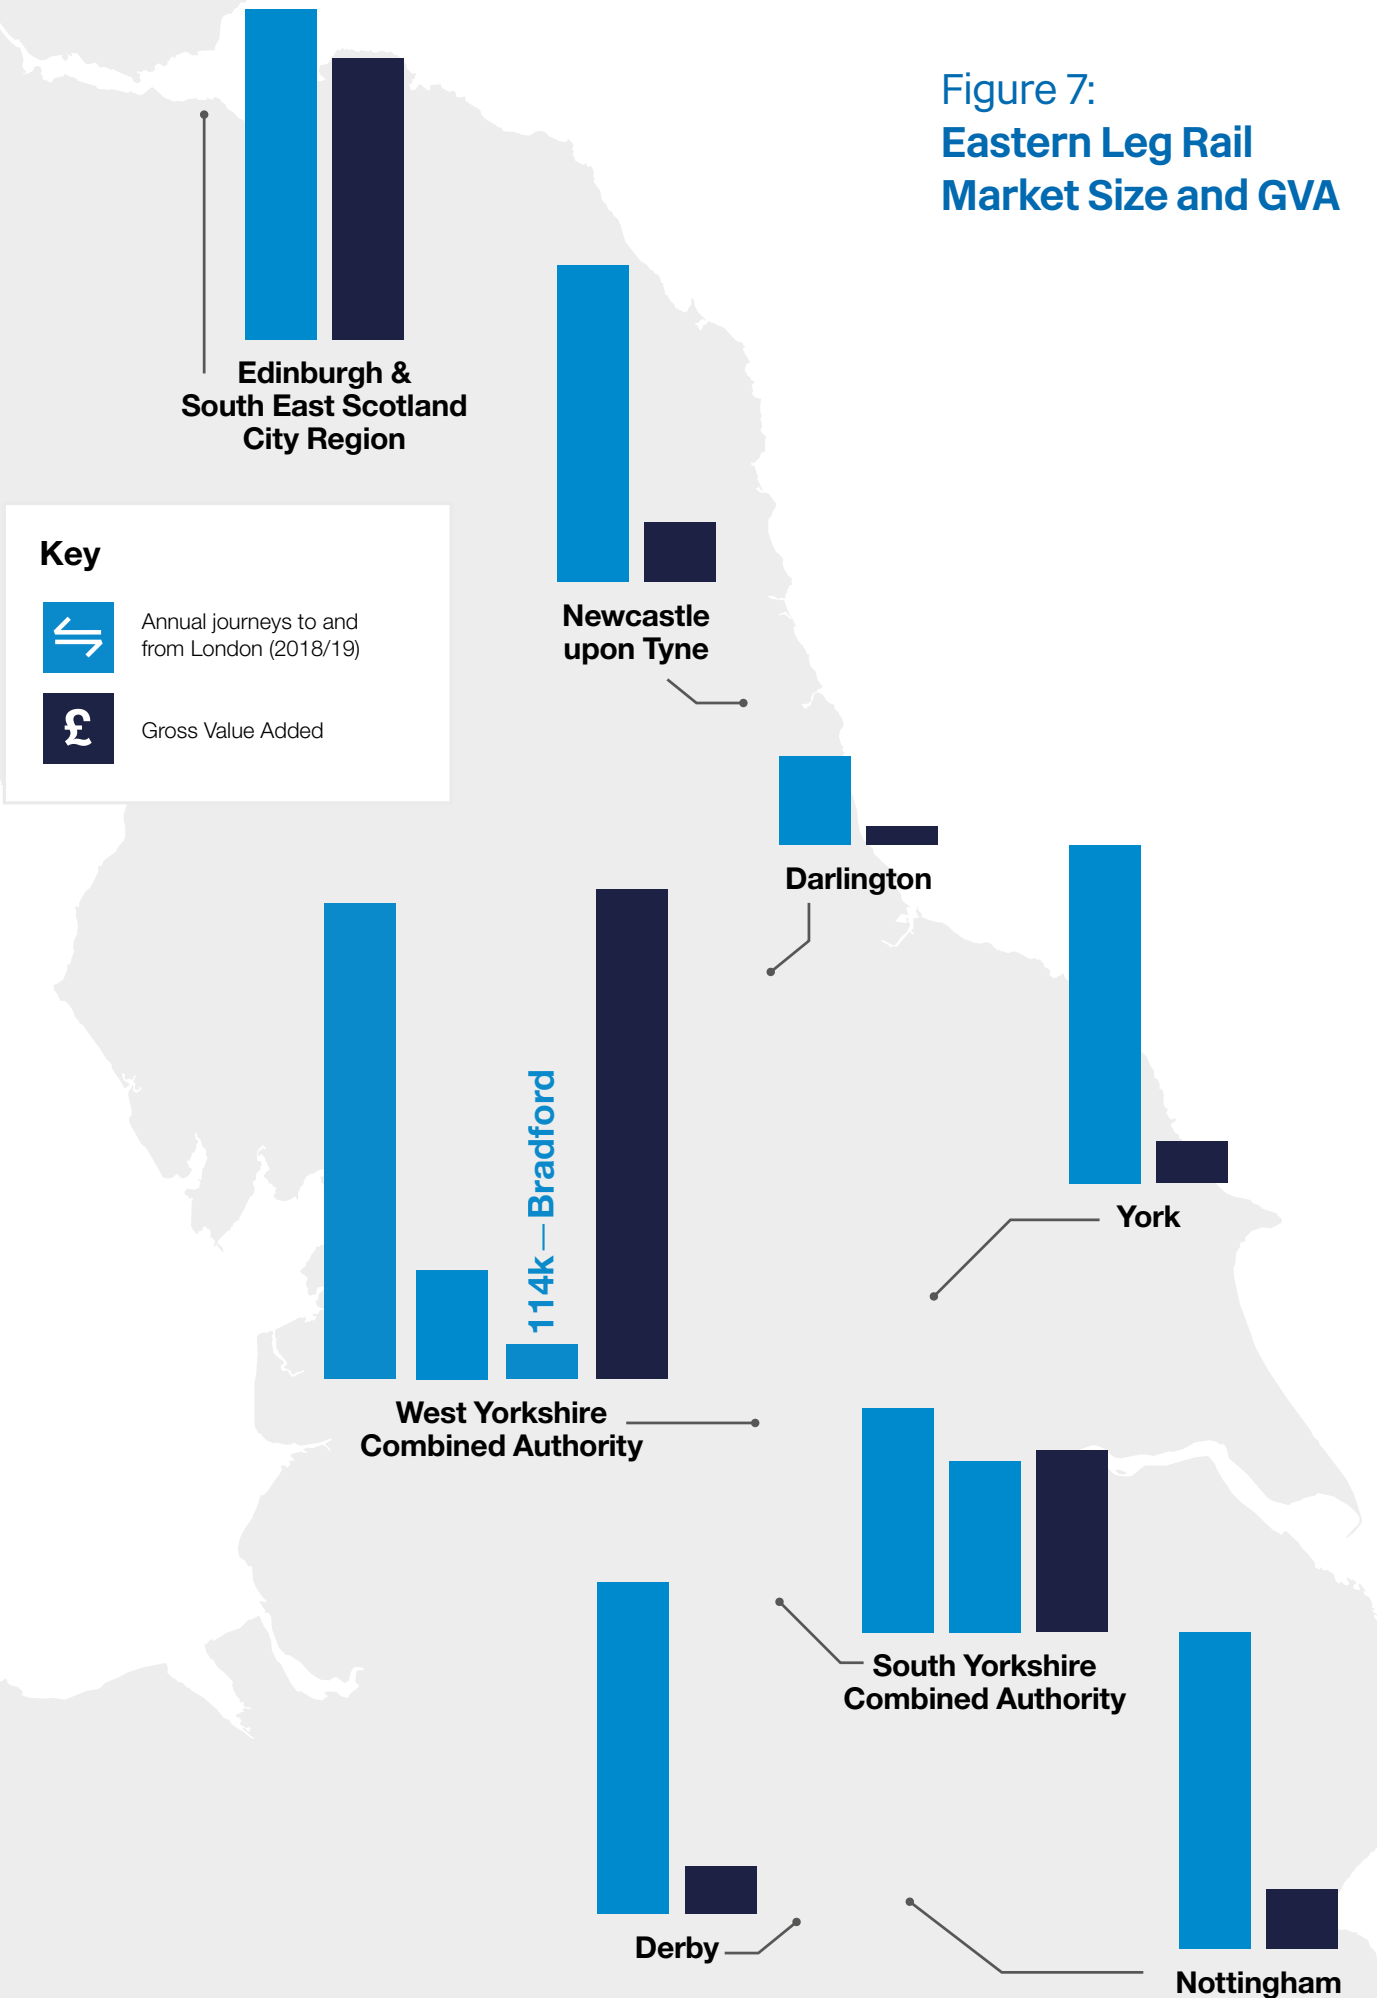 Figure 7:
Eastern Leg Rail
Market Size and GVA
Edinburgh &
South East Scotland
City Region
Key
Annual journeys to and
from London (2018/19)
£
Gross Value Added
Newcastle
upon Tyne
Darlington
114k — Bradford
York
West Yorkshire
Combined Authority
South Yorkshire
Combined Authority
Derby
Nottingham